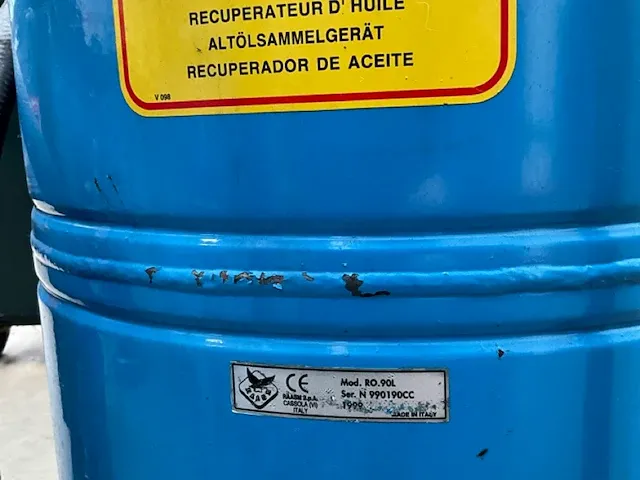 RECUPERATEUR D' HUILE
ALTÖLSAMMELGERÄT
RECUPERADOR DE ACEITE
V 098
RAASM
CE
RAASM S.p.A.
CASSOLA (VI)
ITALY
Mod. RO.90L
Ser. N 990190CC
1999
MADE IN ITALY